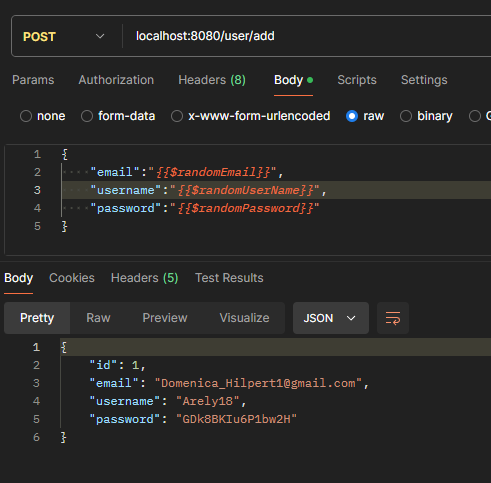 POST localhost:8080/user/add
Params Authorization Headers (8) Body Scripts Settings
none form-data x-www-form-urlencoded raw binary
1 {
2 "email":"{{$randomEmail}}",
3 "username":"{{$randomUserName}}",
4 "password":"{{$randomPassword}}"
5 }
Body Cookies Headers (5) Test Results
Pretty Raw Preview Visualize JSON
1 {
2 "id": 1,
3 "email": "Domenica_Hilpert1@gmail.com",
4 "username": "Arely18",
5 "password": "GDk8BKIu6P1bw2H"
6 }